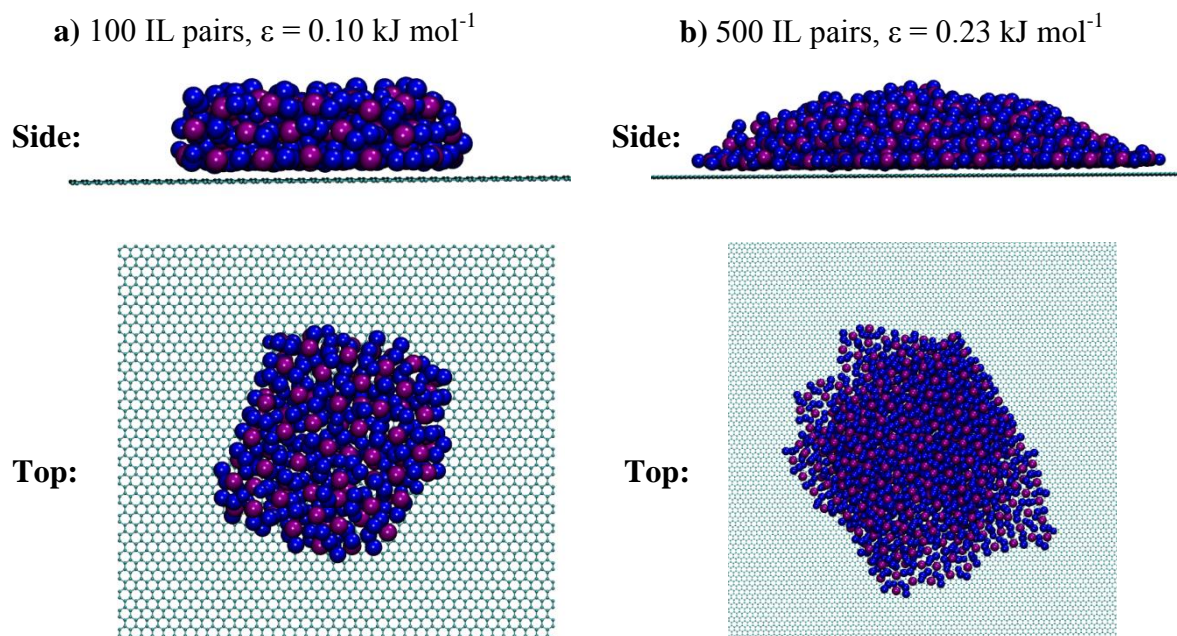 a) 100 IL pairs, ε = 0.10 kJ mol⁻¹
b) 500 IL pairs, ε = 0.23 kJ mol⁻¹
Side:
Side:
Top:
Top: